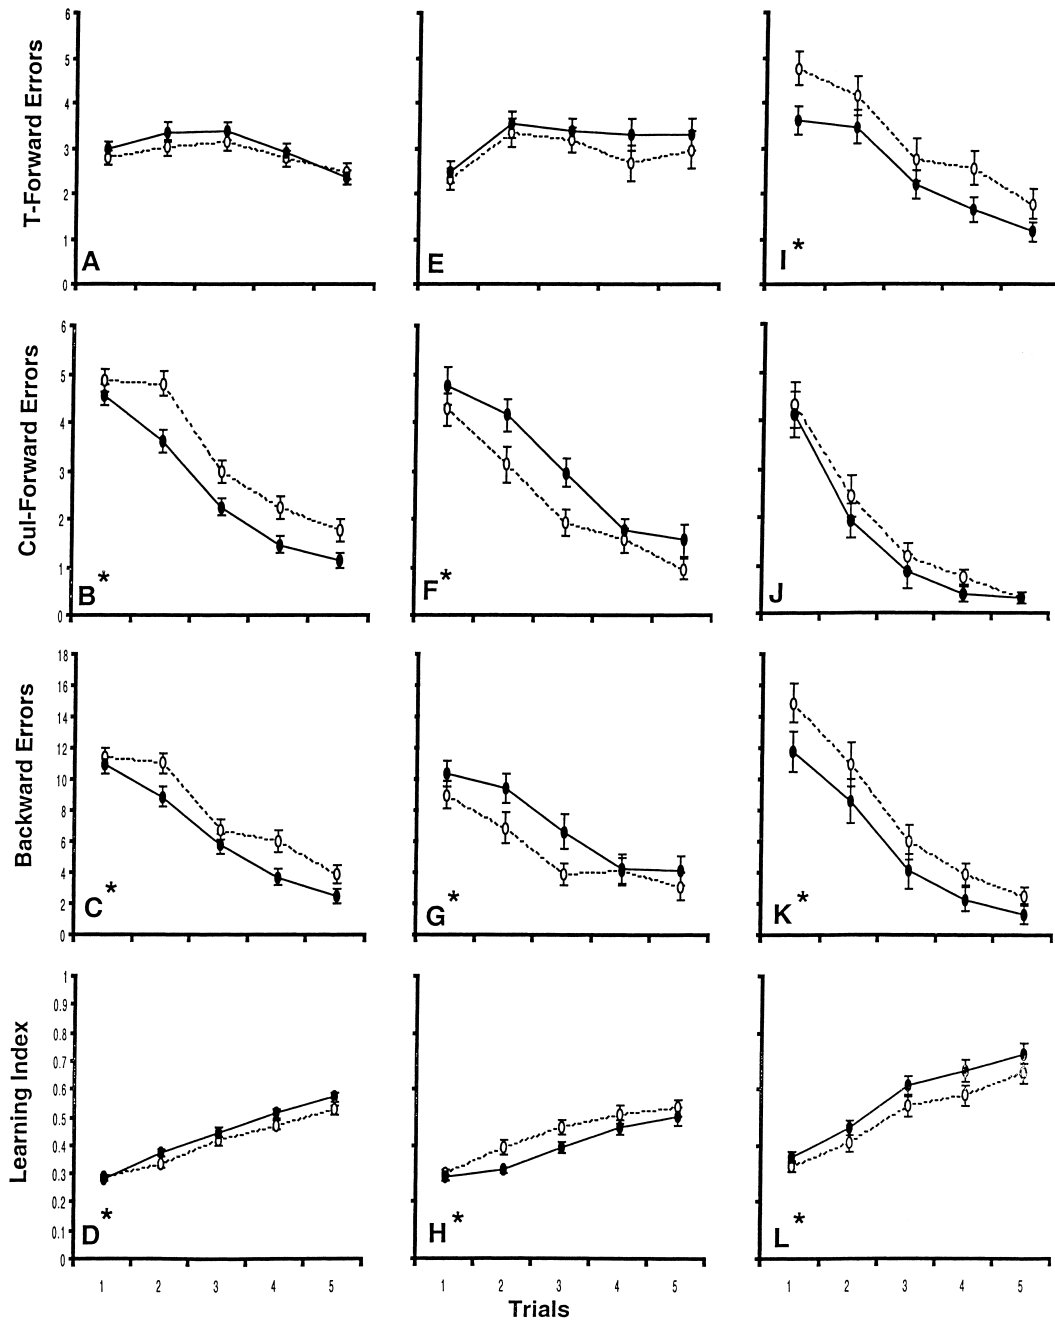 T-Forward Errors
6
5
4
3
2
1
0
A
E
I *
Cul-Forward Errors
6
5
4
3
2
1
0
B *
F *
J
Backward Errors
18
16
14
12
10
8
6
4
2
0
C *
G *
K *
Learning Index
1
0.9
0.8
0.7
0.6
0.5
0.4
0.3
0.2
0.1
0
D *
H *
L *
1 2 3 4 5
1 2 3 4 5
1 2 3 4 5
Trials